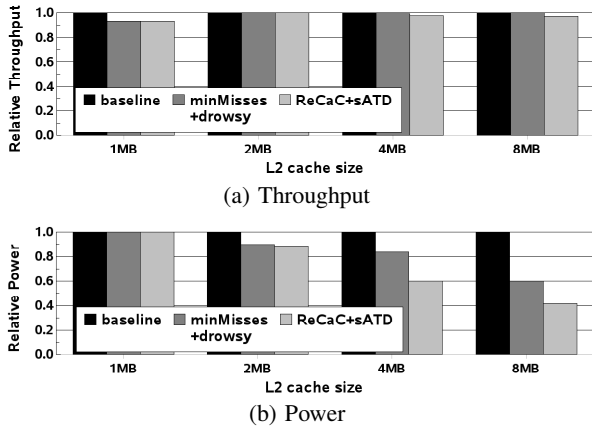 Relative Throughput
1.0
0.8
0.6
0.4
0.2
0.0
baseline minMisses +drowsy ReCaC+sATD
1MB 2MB 4MB 8MB
L2 cache size
(a) Throughput
Relative Power
1.0
0.8
0.6
0.4
0.2
0.0
baseline minMisses +drowsy ReCaC+sATD
1MB 2MB 4MB 8MB
L2 cache size
(b) Power